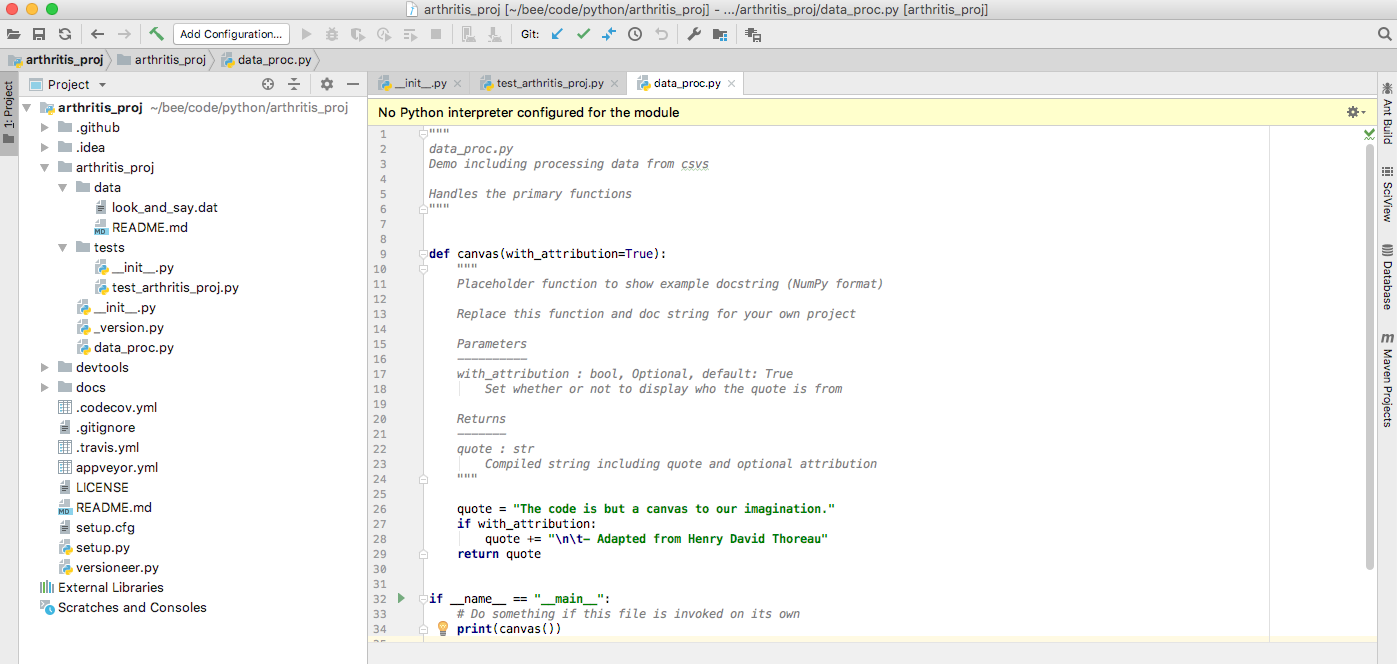 arthritis_proj [~/bee/code/python/arthritis_proj] - .../arthritis_proj/data_proc.py [arthritis_proj]
Add Configuration...
Git:
arthritis_proj
arthritis_proj
data_proc.py
1: Project
Project
arthritis_proj ~/bee/code/python/arthritis_proj
.github
.idea
arthritis_proj
data
look_and_say.dat
MD README.md
tests
__init__.py
test_arthritis_proj.py
__init__.py
_version.py
data_proc.py
devtools
docs
.codecov.yml
.gitignore
.travis.yml
appveyor.yml
LICENSE
MD README.md
setup.cfg
setup.py
versioneer.py
External Libraries
Scratches and Consoles
__init__.py
test_arthritis_proj.py
data_proc.py
No Python interpreter configured for the module
1 """
2 data_proc.py
3 Demo including processing data from csvs
4
5 Handles the primary functions
6 """
7
8
9 def canvas(with_attribution=True):
10 """
11 Placeholder function to show example docstring (NumPy format)
12
13 Replace this function and doc string for your own project
14
15 Parameters
16 ----------
17 with_attribution : bool, Optional, default: True
18 Set whether or not to display who the quote is from
19
20 Returns
21 -------
22 quote : str
23 Compiled string including quote and optional attribution
24 """
25
26 quote = "The code is but a canvas to our imagination."
27 if with_attribution:
28 quote += "\n\t- Adapted from Henry David Thoreau"
29 return quote
30
31
32 if __name__ == "__main__":
33 # Do something if this file is invoked on its own
34 print(canvas())
Ant Build
SciView
Database
m Maven Projects